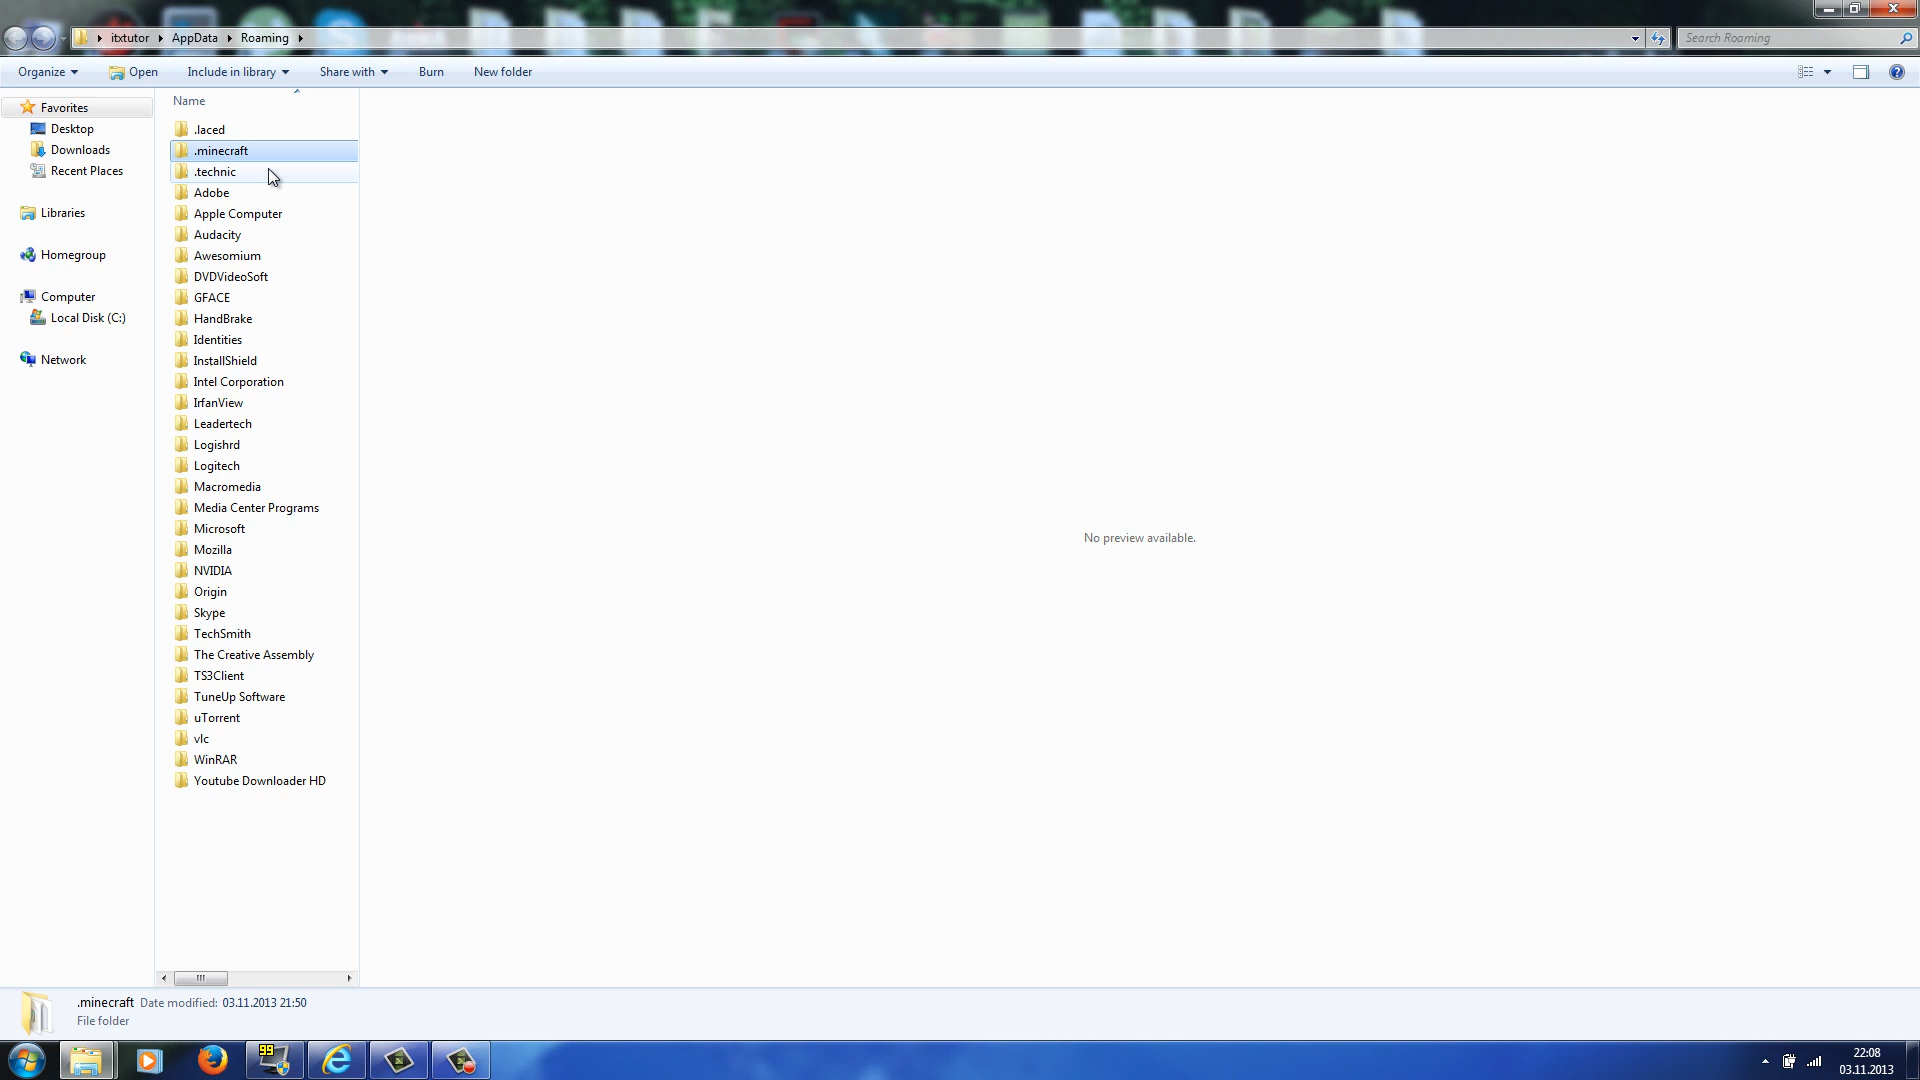 itxtutor AppData Roaming
Search Roaming
Organize Open Include in library Share with Burn New folder
Favorites
Desktop
Downloads
Recent Places
Libraries
Homegroup
Computer
Local Disk (C:)
Network
Name
.laced
.minecraft
.technic
Adobe
Apple Computer
Audacity
Awesomium
DVDVideoSoft
GFACE
HandBrake
Identities
InstallShield
Intel Corporation
IrfanView
Leadertech
Logishrd
Logitech
Macromedia
Media Center Programs
Microsoft
Mozilla
NVIDIA
Origin
Skype
TechSmith
The Creative Assembly
TS3Client
TuneUp Software
uTorrent
vlc
WinRAR
Youtube Downloader HD
No preview available.
.minecraft Date modified: 03.11.2013 21:50
File folder
99
22:08
03.11.2013